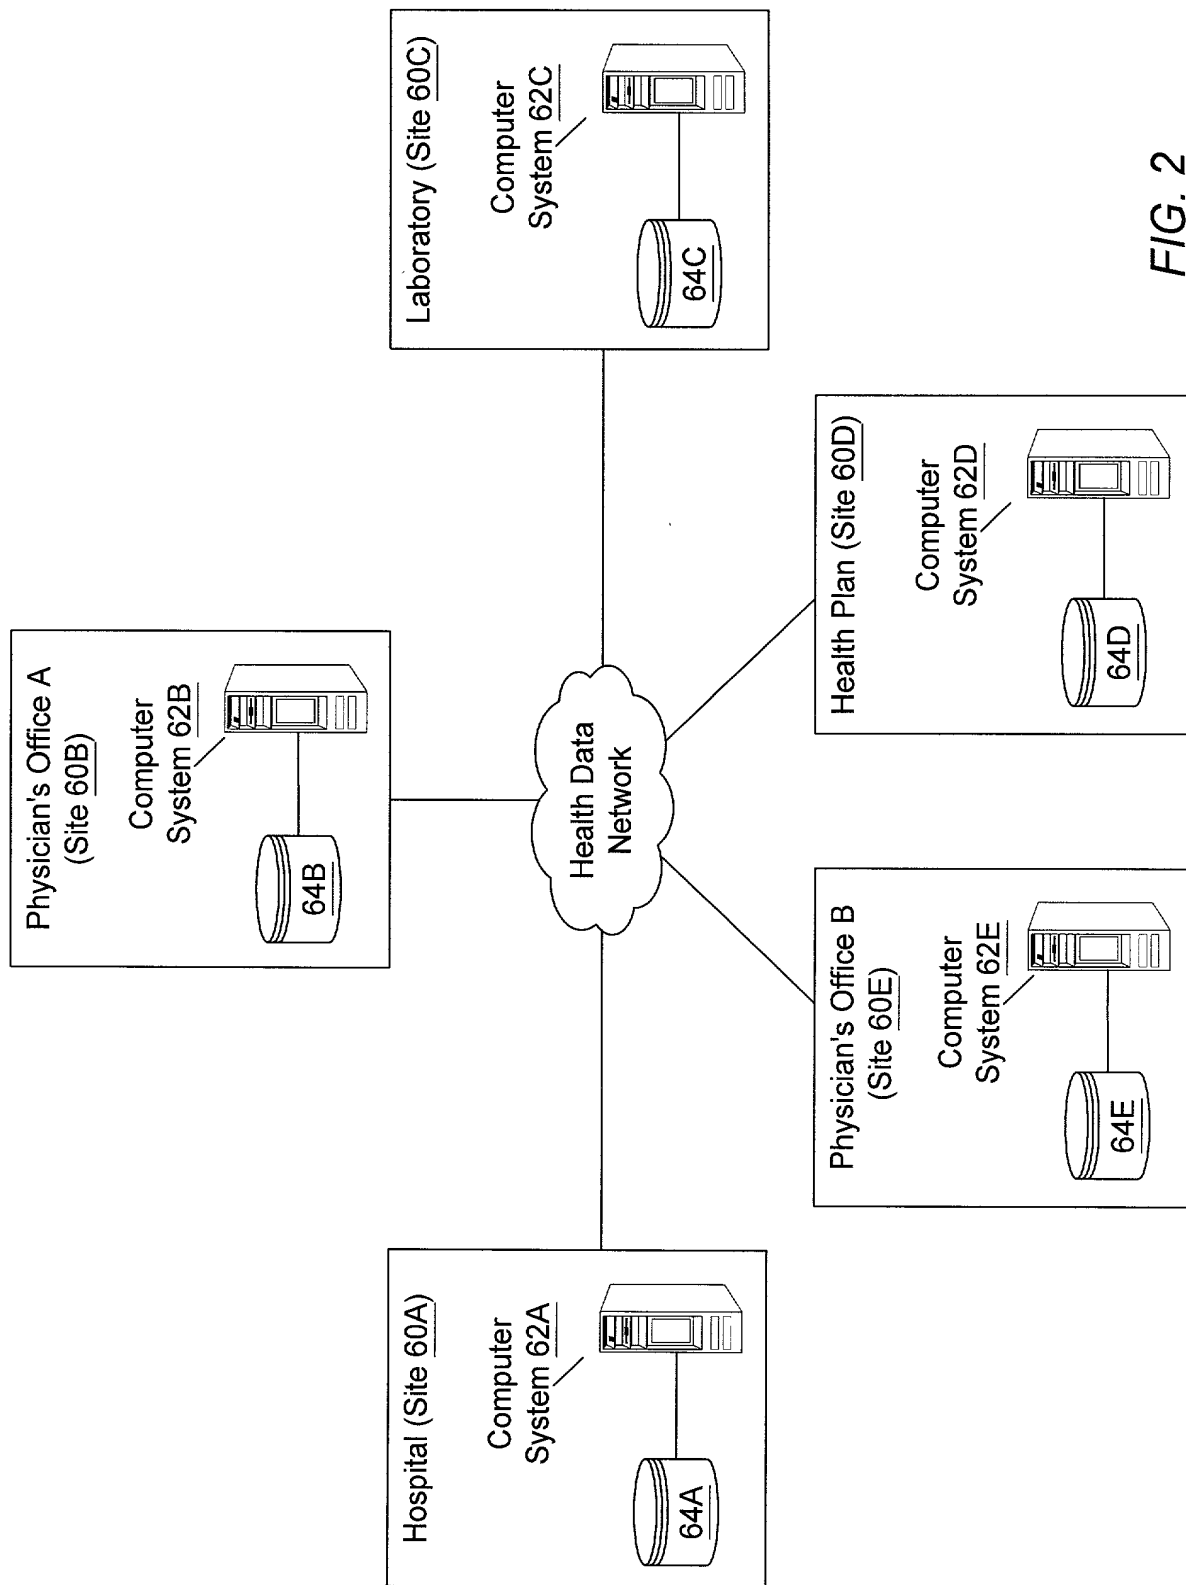 Physician's Office A
(Site 60B)
Computer
System 62B
64B
Hospital (Site 60A)
Computer
System 62A
64A
Health Data
Network
Laboratory (Site 60C)
Computer
System 62C
64C
Physician's Office B
(Site 60E)
Computer
System 62E
64E
Health Plan (Site 60D)
Computer
System 62D
64D
FIG. 2